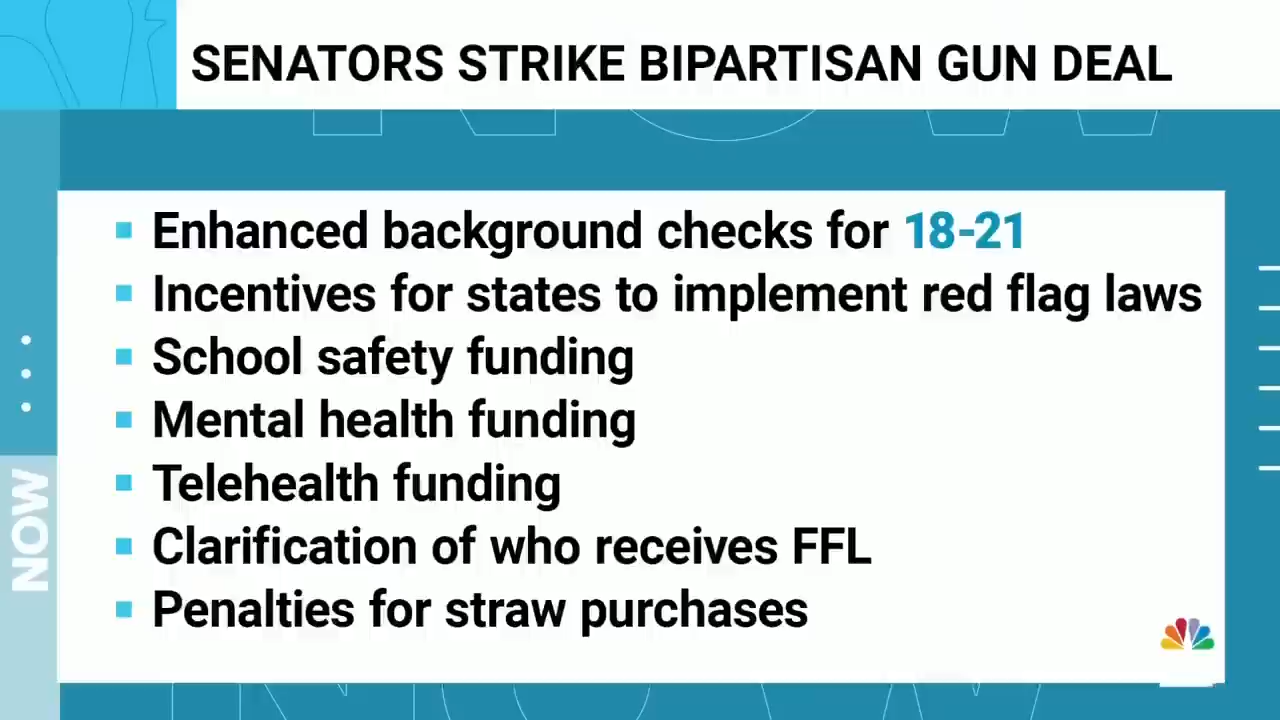 SENATORS STRIKE BIPARTISAN GUN DEAL
Enhanced background checks for 18-21
Incentives for states to implement red flag laws
School safety funding
Mental health funding
Telehealth funding
Clarification of who receives FFL
Penalties for straw purchases
NOW